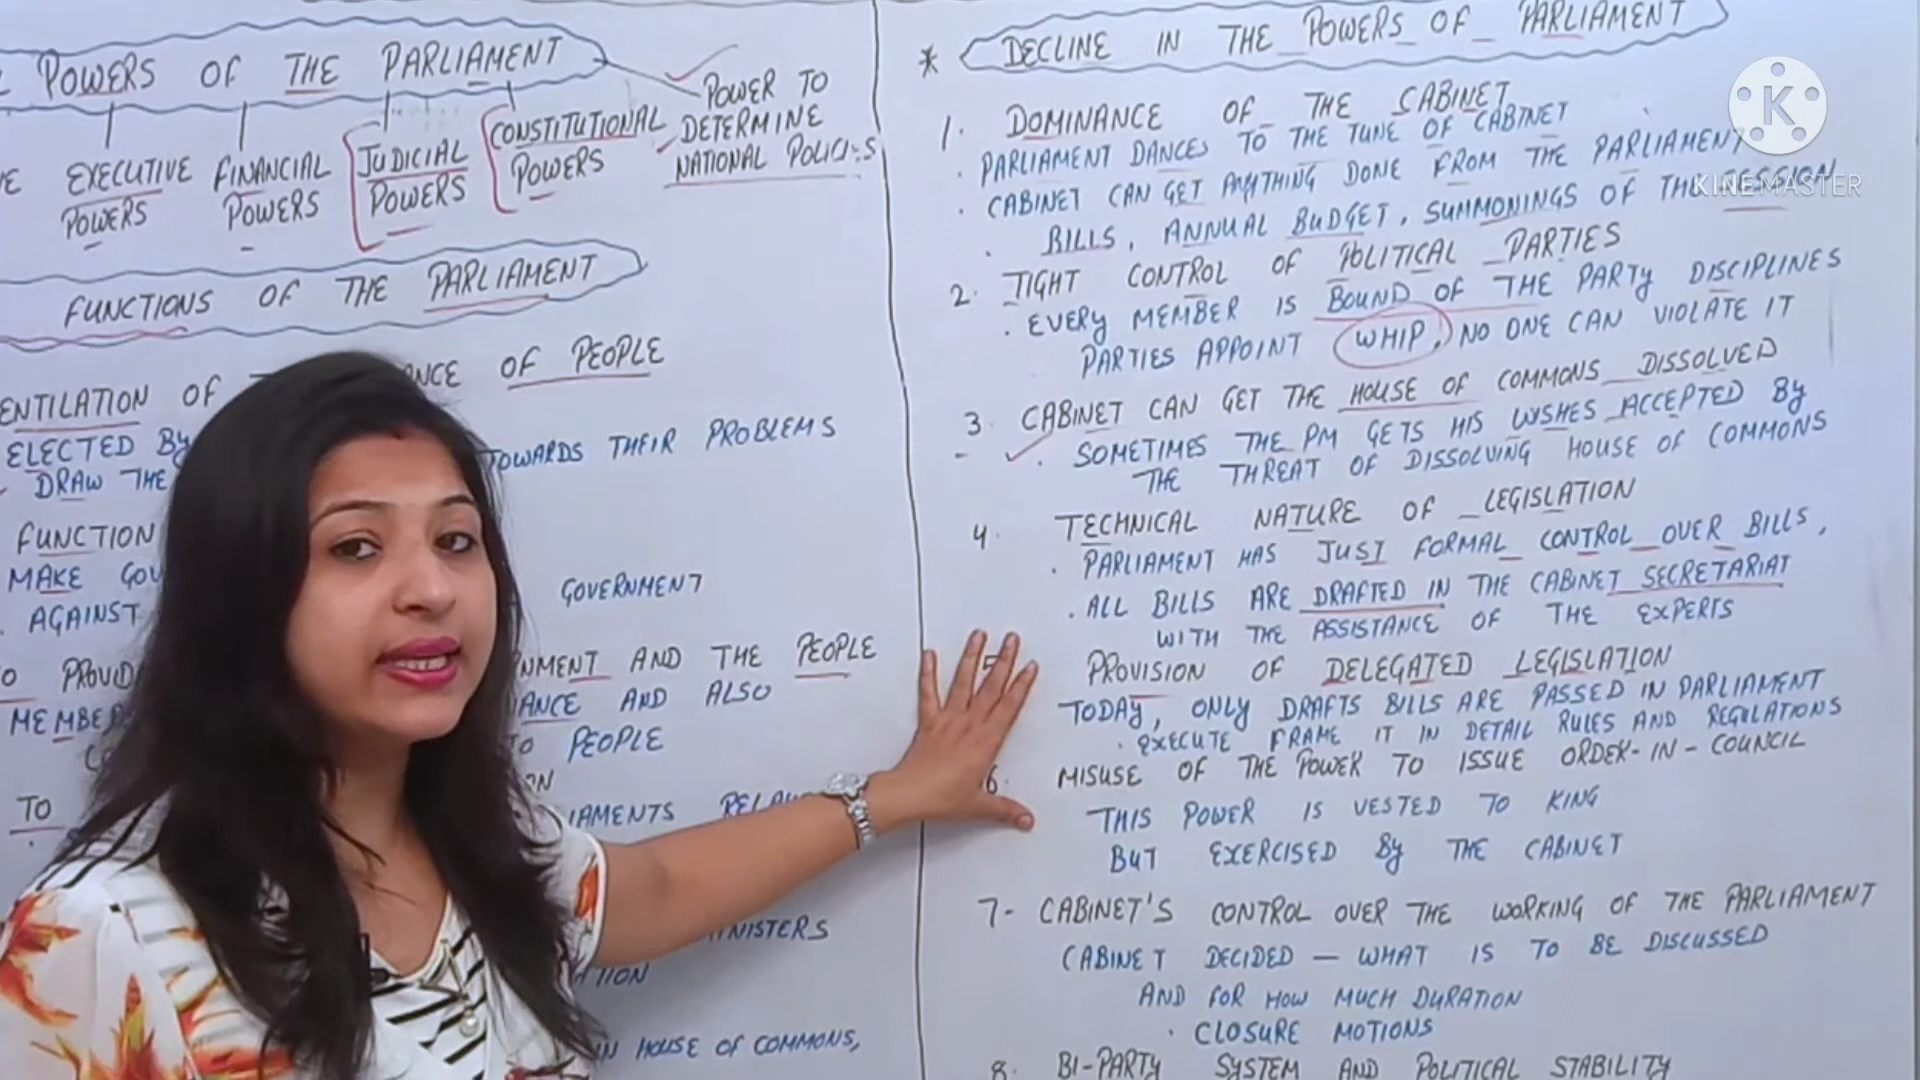 POWERS OF THE PARLIAMENT
EXECUTIVE POWERS
FINANCIAL POWERS
JUDICIAL POWERS
CONSTITUTIONAL POWERS
POWER TO
DETERMINE
NATIONAL POLICIES
FUNCTIONS OF THE PARLIAMENT
OF OF PEOPLE
ELECTED BY TOWARDS THEIR PROBLEMS
DRAW THE
FUNCTION
MAKE GOVERNMENT
AGAINST
AND THE PEOPLE
AND ALSO
PEOPLE
TO
IN HOUSE OF COMMONS,
* DECLINE IN THE POWERS OF PARLIAMENT
1. DOMINANCE OF THE CABINET
. PARLIAMENT DANCES TO THE TUNE OF CABINET
. CABINET CAN GET ANYTHING DONE FROM THE PARLIAMENT
. BILLS, ANNUAL BUDGET, SUMMONINGS OF THE SESSION
2. TIGHT CONTROL OF POLITICAL PARTIES
. EVERY MEMBER IS BOUND OF THE PARTY DISCIPLINES
PARTIES APPOINT WHIP, NO ONE CAN VIOLATE IT
3. CABINET CAN GET THE HOUSE OF COMMONS DISSOLVED
. SOMETIMES THE PM GETS HIS WSHES ACCEPTED BY
THE THREAT OF DISSOLVING HOUSE OF COMMONS
4. TECHNICAL NATURE OF LEGISLATION
. PARLIAMENT HAS JUST FORMAL CONTROL OVER BILLS,
. ALL BILLS ARE DRAFTED IN THE CABINET SECRETARIAT
WITH THE ASSISTANCE OF THE EXPERTS
5. PROVISION OF DELEGATED LEGISLATION
TODAY, ONLY DRAFTS BILLS ARE PASSED IN PARLIAMENT
. EXECUTE FRAME IT IN DETAIL RULES AND REGULATIONS
6. MISUSE OF THE POWER TO ISSUE ORDER-IN-COUNCIL
THIS POWER IS VESTED TO KING
BUT EXERCISED BY THE CABINET
7- CABINET'S CONTROL OVER THE WORKING OF THE PARLIAMENT
CABINET DECIDED — WHAT IS TO BE DISCUSSED
AND FOR HOW MUCH DURATION
. CLOSURE MOTIONS
8. BI-PARTY SYSTEM AND POLITICAL STABILITY
K
KINEMASTER